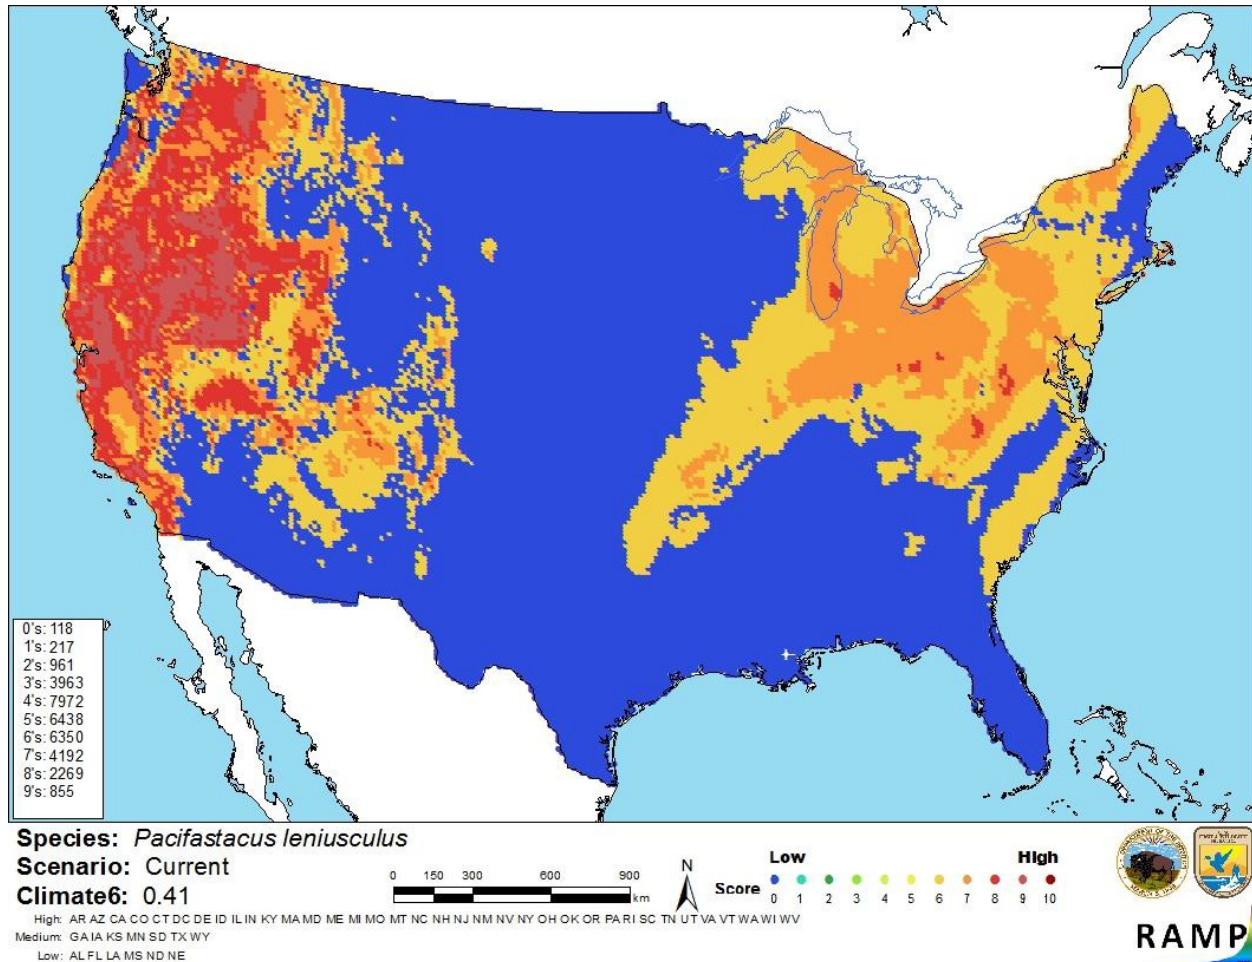 0's: 118
1's: 217
2's: 961
3's: 3963
4's: 7972
5's: 6438
6's: 6350
7's: 4192
8's: 2269
9's: 855
Species: Pacifastacus leniusculus
Scenario: Current
Climate6: 0.41
High: AR AZ CA CO CT DC DE ID IL IN KY MA MD ME MI MO MT NC NH NJ NM NV NY OH OK OR PA RI SC TN UT VA VT WA WI WV
Medium: GA IA KS MN SD TX WY
Low: AL FL LA MS ND NE
0 150 300 600 900
km
N
Low High
Score 0 1 2 3 4 5 6 7 8 9 10
RAMP